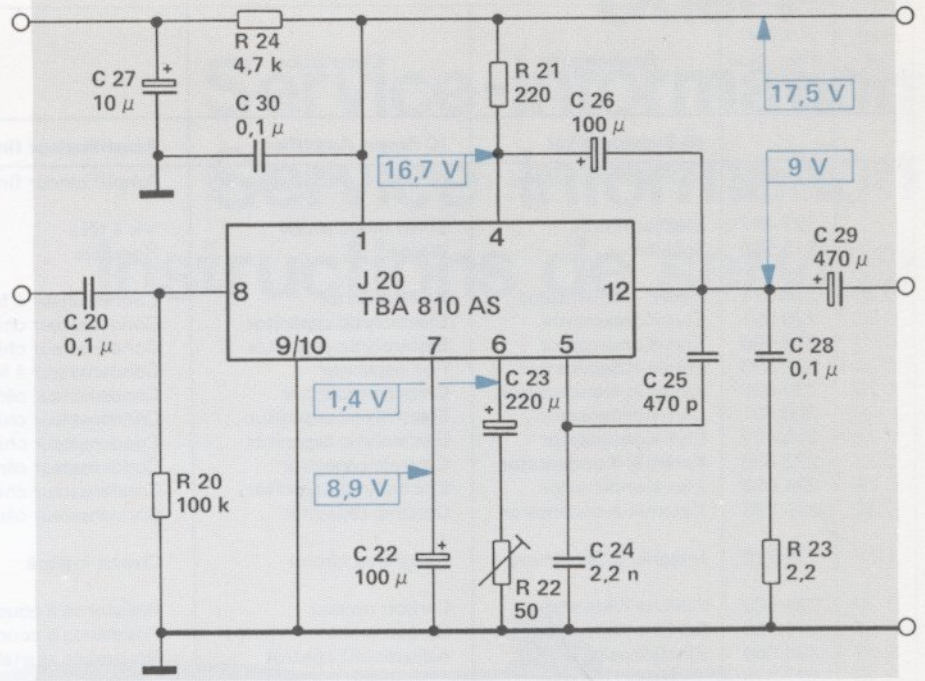 R 24
4,7 k
C 27
10 µ
+
C 30
0,1 µ
R 21
220
C 26
100 µ
+
17,5 V
16,7 V
9 V
1
4
C 29
470 µ
+
8
J 20
TBA 810 AS
12
C 20
0,1 µ
9/10
7
6
5
C 23
220 µ
+
C 25
470 p
C 28
0,1 µ
1,4 V
R 20
100 k
8,9 V
C 22
100 µ
+
R 22
50
C 24
2,2 n
R 23
2,2